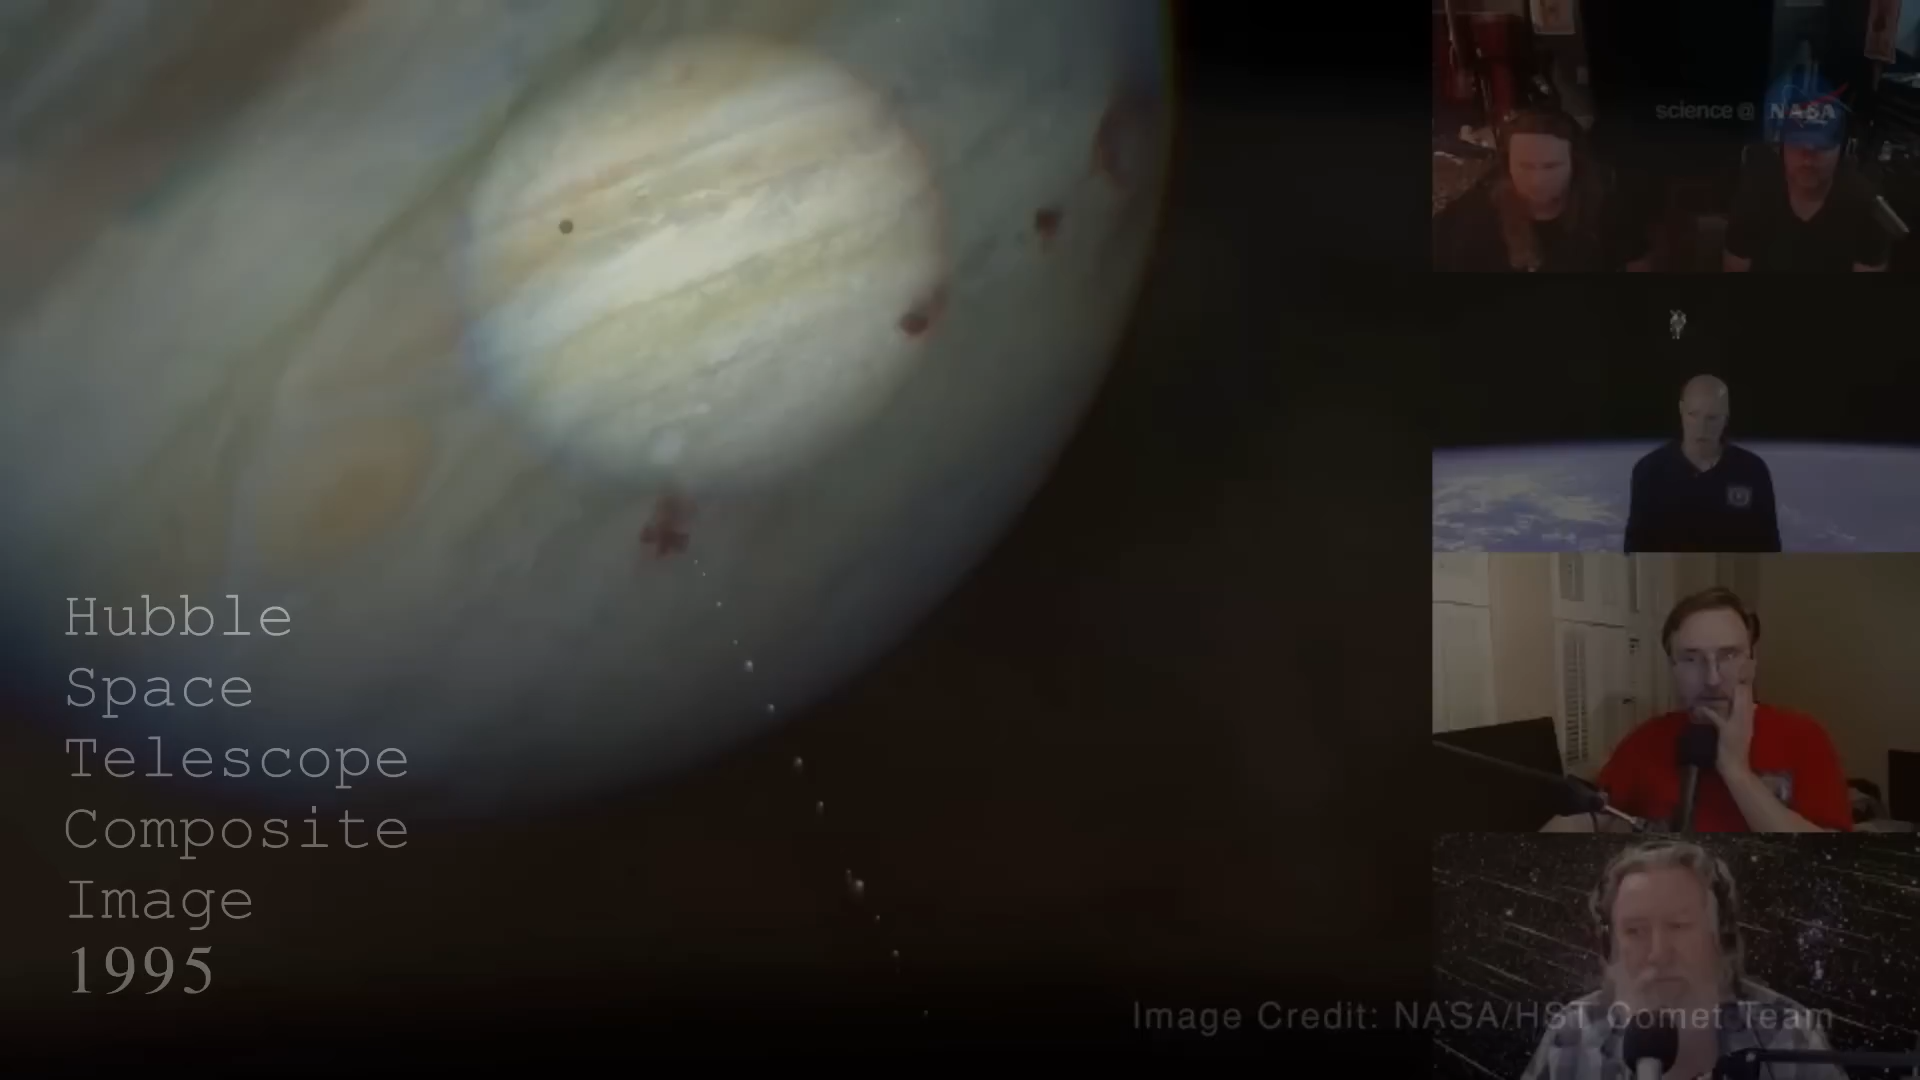 science@ NASA
Hubble
Space
Telescope
Composite
Image
1995
Image Credit: NASA/HST Comet Team